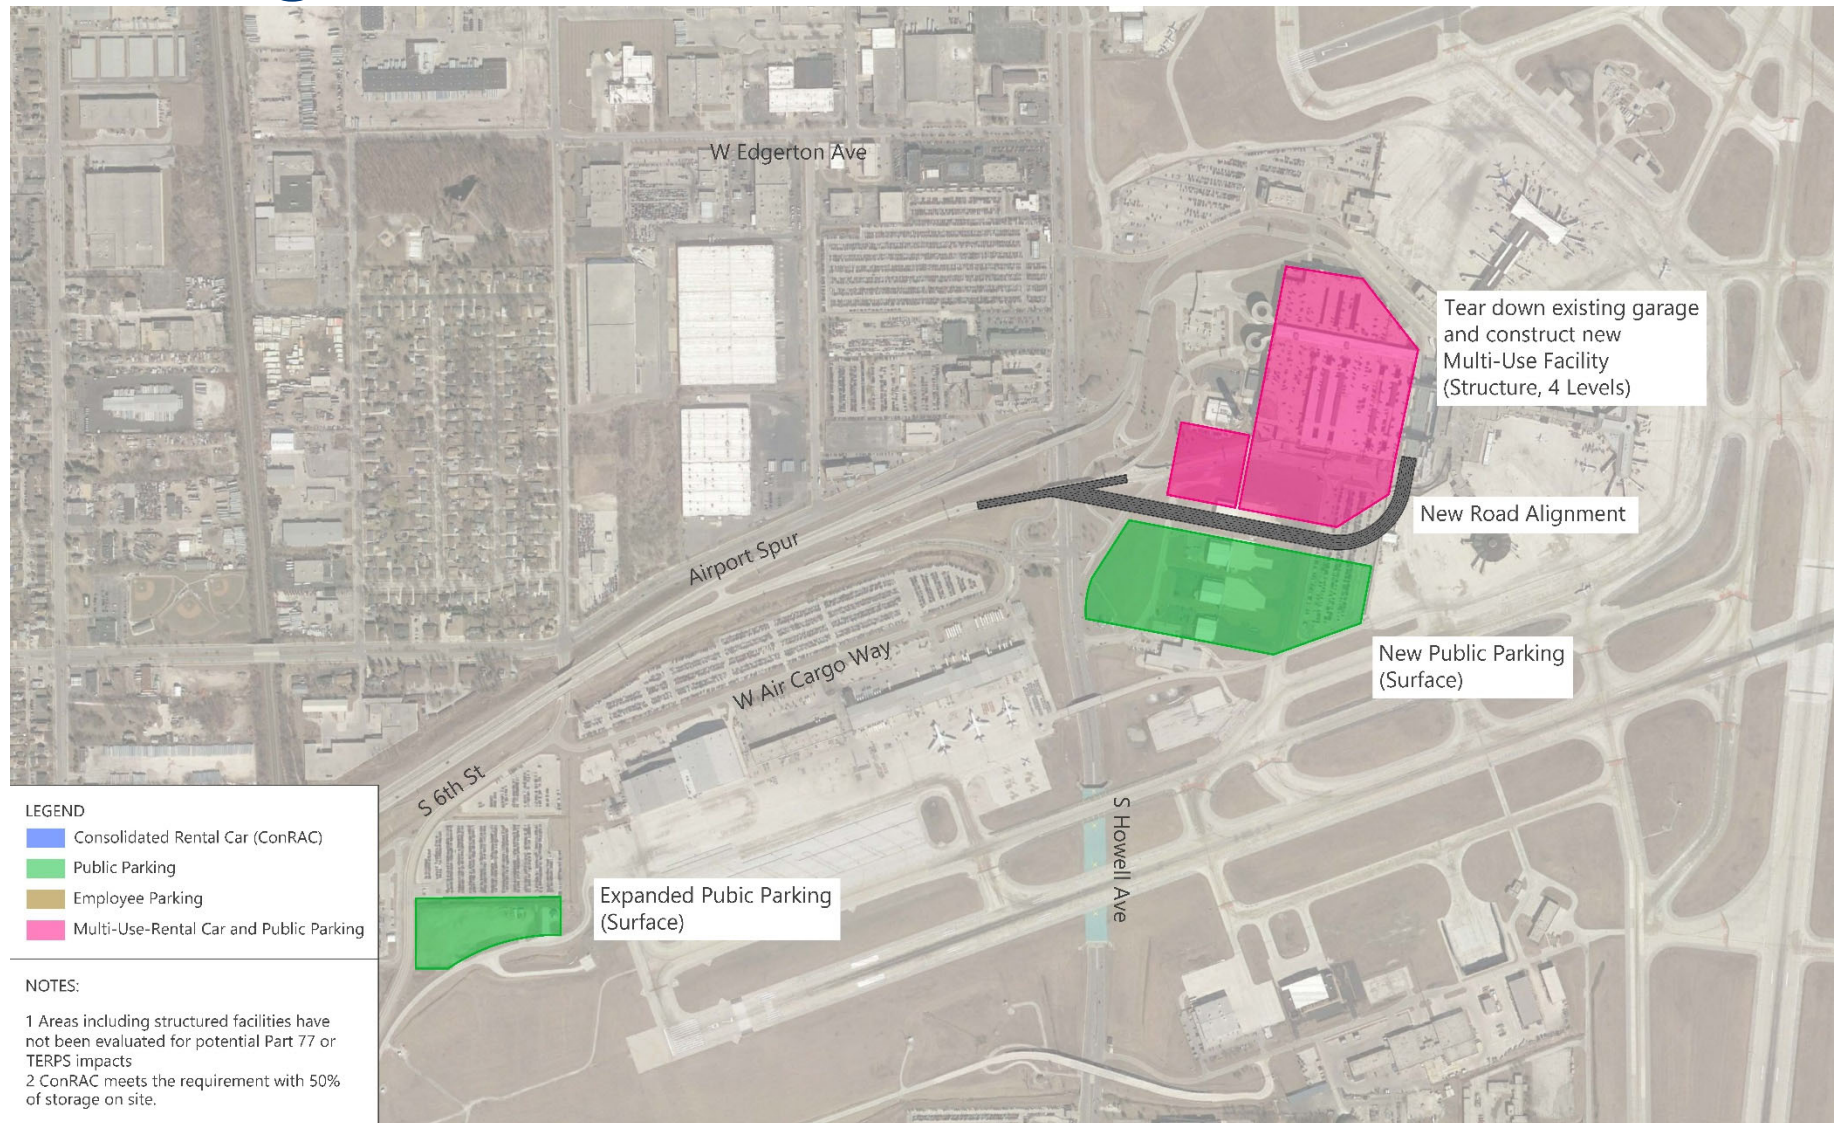 W Edgerton Ave
Tear down existing garage
and construct new
Multi-Use Facility
(Structure, 4 Levels)
New Road Alignment
Airport Spur
New Public Parking
(Surface)
W Air Cargo Way
S 6th St
S Howell Ave
Expanded Pubic Parking
(Surface)
LEGEND
Consolidated Rental Car (ConRAC)
Public Parking
Employee Parking
Multi-Use-Rental Car and Public Parking
NOTES:
1 Areas including structured facilities have
not been evaluated for potential Part 77 or
TERPS impacts
2 ConRAC meets the requirement with 50%
of storage on site.